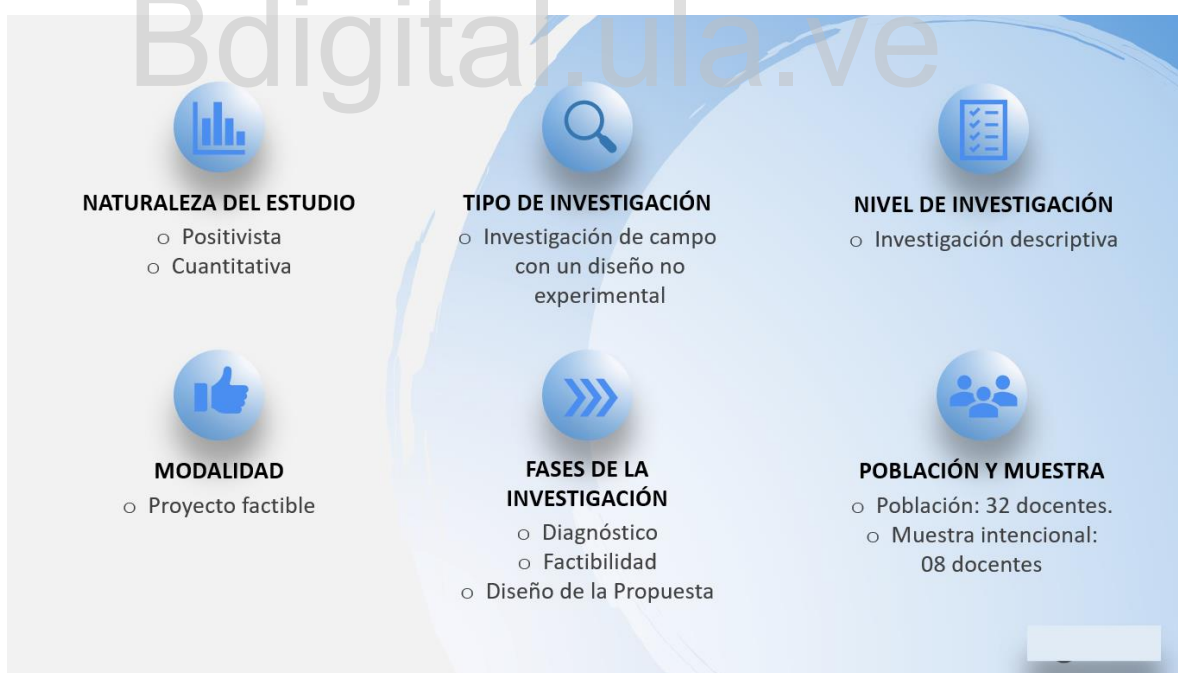 Bdigital.ula.ve
NATURALEZA DEL ESTUDIO
o Positivista
o Cuantitativa
TIPO DE INVESTIGACIÓN
o Investigación de campo
con un diseño no
experimental
NIVEL DE INVESTIGACIÓN
o Investigación descriptiva
MODALIDAD
o Proyecto factible
FASES DE LA
INVESTIGACIÓN
o Diagnóstico
o Factibilidad
o Diseño de la Propuesta
POBLACIÓN Y MUESTRA
o Población: 32 docentes.
o Muestra intencional:
08 docentes